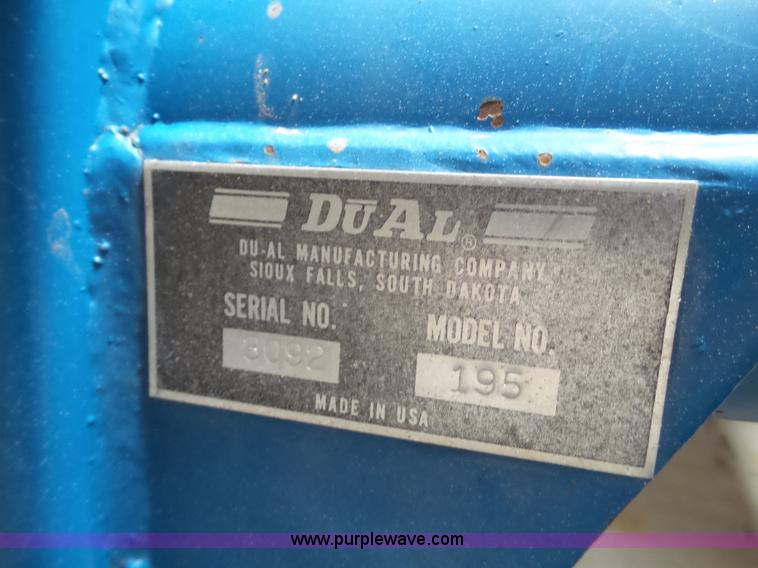 DUAL®
DU-AL MANUFACTURING COMPANY
SIOUX FALLS, SOUTH DAKOTA
SERIAL NO.
MODEL NO.
3092
195
MADE IN USA
www.purplewave.com